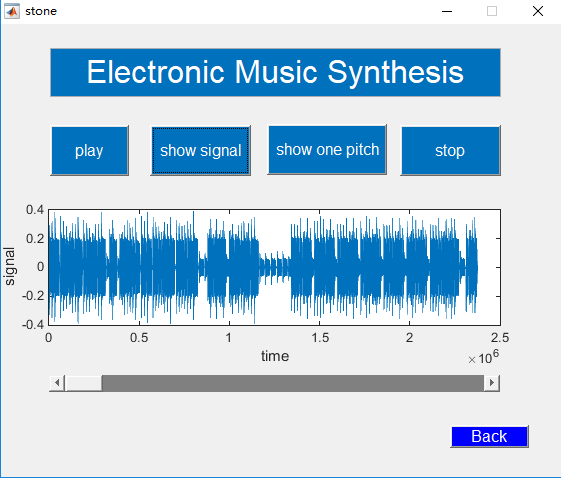 stone
Electronic Music Synthesis
play
show signal
show one pitch
stop
0.4
0.2
0
-0.2
-0.4
signal
0 0.5 1 1.5 2 2.5
time
×10⁶
Back